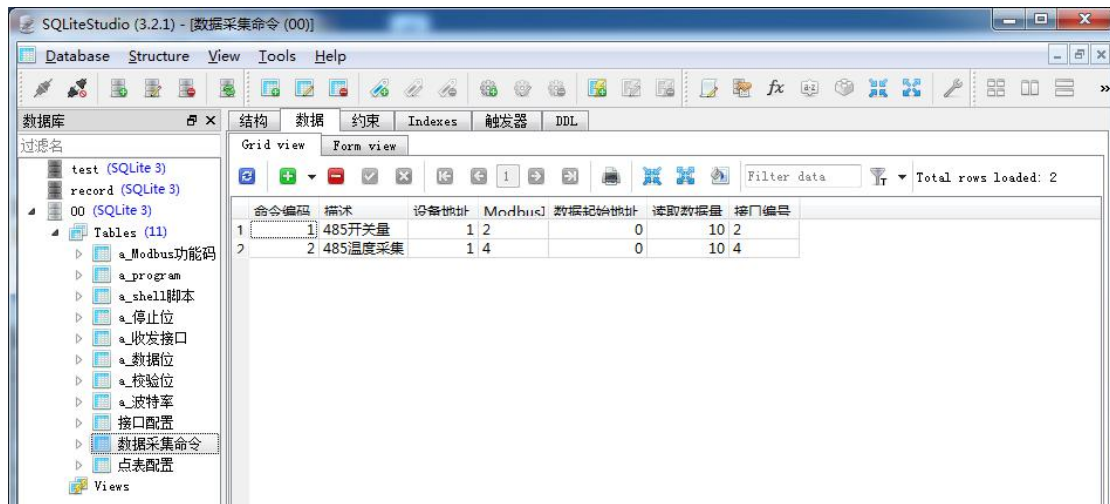 SQLiteStudio (3.2.1) - [数据采集命令 (00)]
Database Structure View Tools Help
数据库
结构 数据 约束 Indexes 触发器 DDL
过滤名
Grid view Form view
test (SQLite 3)
record (SQLite 3)
00 (SQLite 3)
Tables (11)
a_Modbus功能码
a_program
a_shell脚本
a_停止位
a_收发接口
a_数据位
a_校验位
a_波特率
接口配置
数据采集命令
点表配置
Views
1 Filter data Total rows loaded: 2
命令编码 描述 设备地址 Modbus 数据起始地址 读取数据量 接口编号
1 1 485开关量 1 2 0 10 2
2 2 485温度采集 1 4 0 10 4